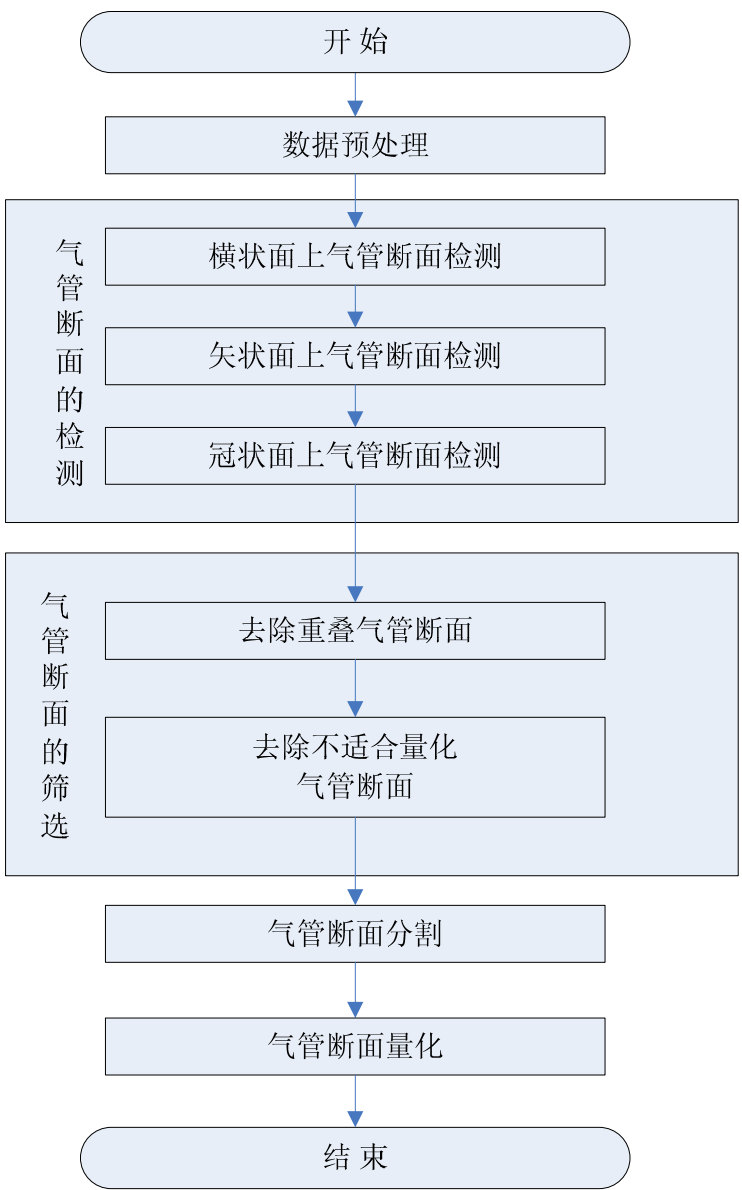 开 始
数据预处理
气管断面的检测
横状面上气管断面检测
矢状面上气管断面检测
冠状面上气管断面检测
气管断面的筛选
去除重叠气管断面
去除不适合量化
气管断面
气管断面分割
气管断面量化
结 束